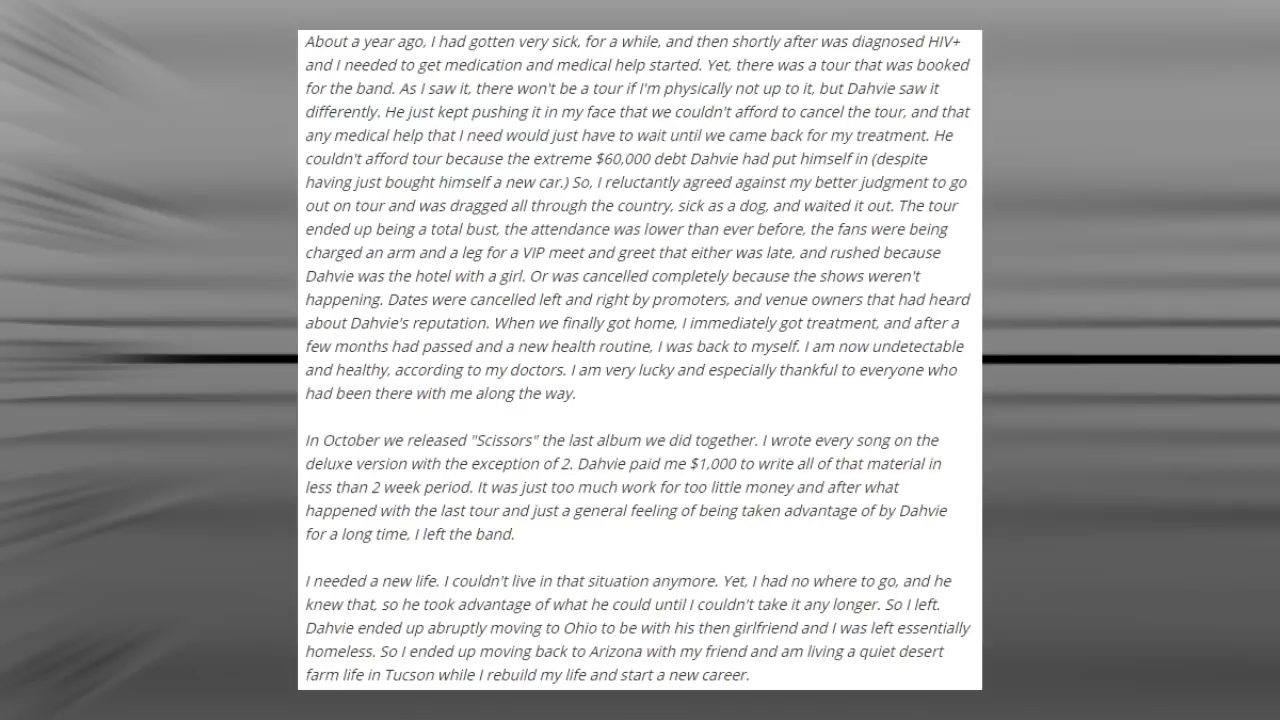 About a year ago, I had gotten very sick, for a while, and then shortly after was diagnosed HIV+
and I needed to get medication and medical help started. Yet, there was a tour that was booked
for the band. As I saw it, there won't be a tour if I'm physically not up to it, but Dahvie saw it
differently. He just kept pushing it in my face that we couldn't afford to cancel the tour, and that
any medical help that I need would just have to wait until we came back for my treatment. He
couldn't afford tour because the extreme $60,000 debt Dahvie had put himself in (despite
having just bought himself a new car.) So, I reluctantly agreed against my better judgment to go
out on tour and was dragged all through the country, sick as a dog, and waited it out. The tour
ended up being a total bust, the attendance was lower than ever before, the fans were being
charged an arm and a leg for a VIP meet and greet that either was late, and rushed because
Dahvie was the hotel with a girl. Or was cancelled completely because the shows weren't
happening. Dates were cancelled left and right by promoters, and venue owners that had heard
about Dahvie's reputation. When we finally got home, I immediately got treatment, and after a
few months had passed and a new health routine, I was back to myself. I am now undetectable
and healthy, according to my doctors. I am very lucky and especially thankful to everyone who
had been there with me along the way.
In October we released "Scissors" the last album we did together. I wrote every song on the
deluxe version with the exception of 2. Dahvie paid me $1,000 to write all of that material in
less than 2 week period. It was just too much work for too little money and after what
happened with the last tour and just a general feeling of being taken advantage of by Dahvie
for a long time, I left the band.
I needed a new life. I couldn't live in that situation anymore. Yet, I had no where to go, and he
knew that, so he took advantage of what he could until I couldn't take it any longer. So I left.
Dahvie ended up abruptly moving to Ohio to be with his then girlfriend and I was left essentially
homeless. So I ended up moving back to Arizona with my friend and am living a quiet desert
farm life in Tucson while I rebuild my life and start a new career.